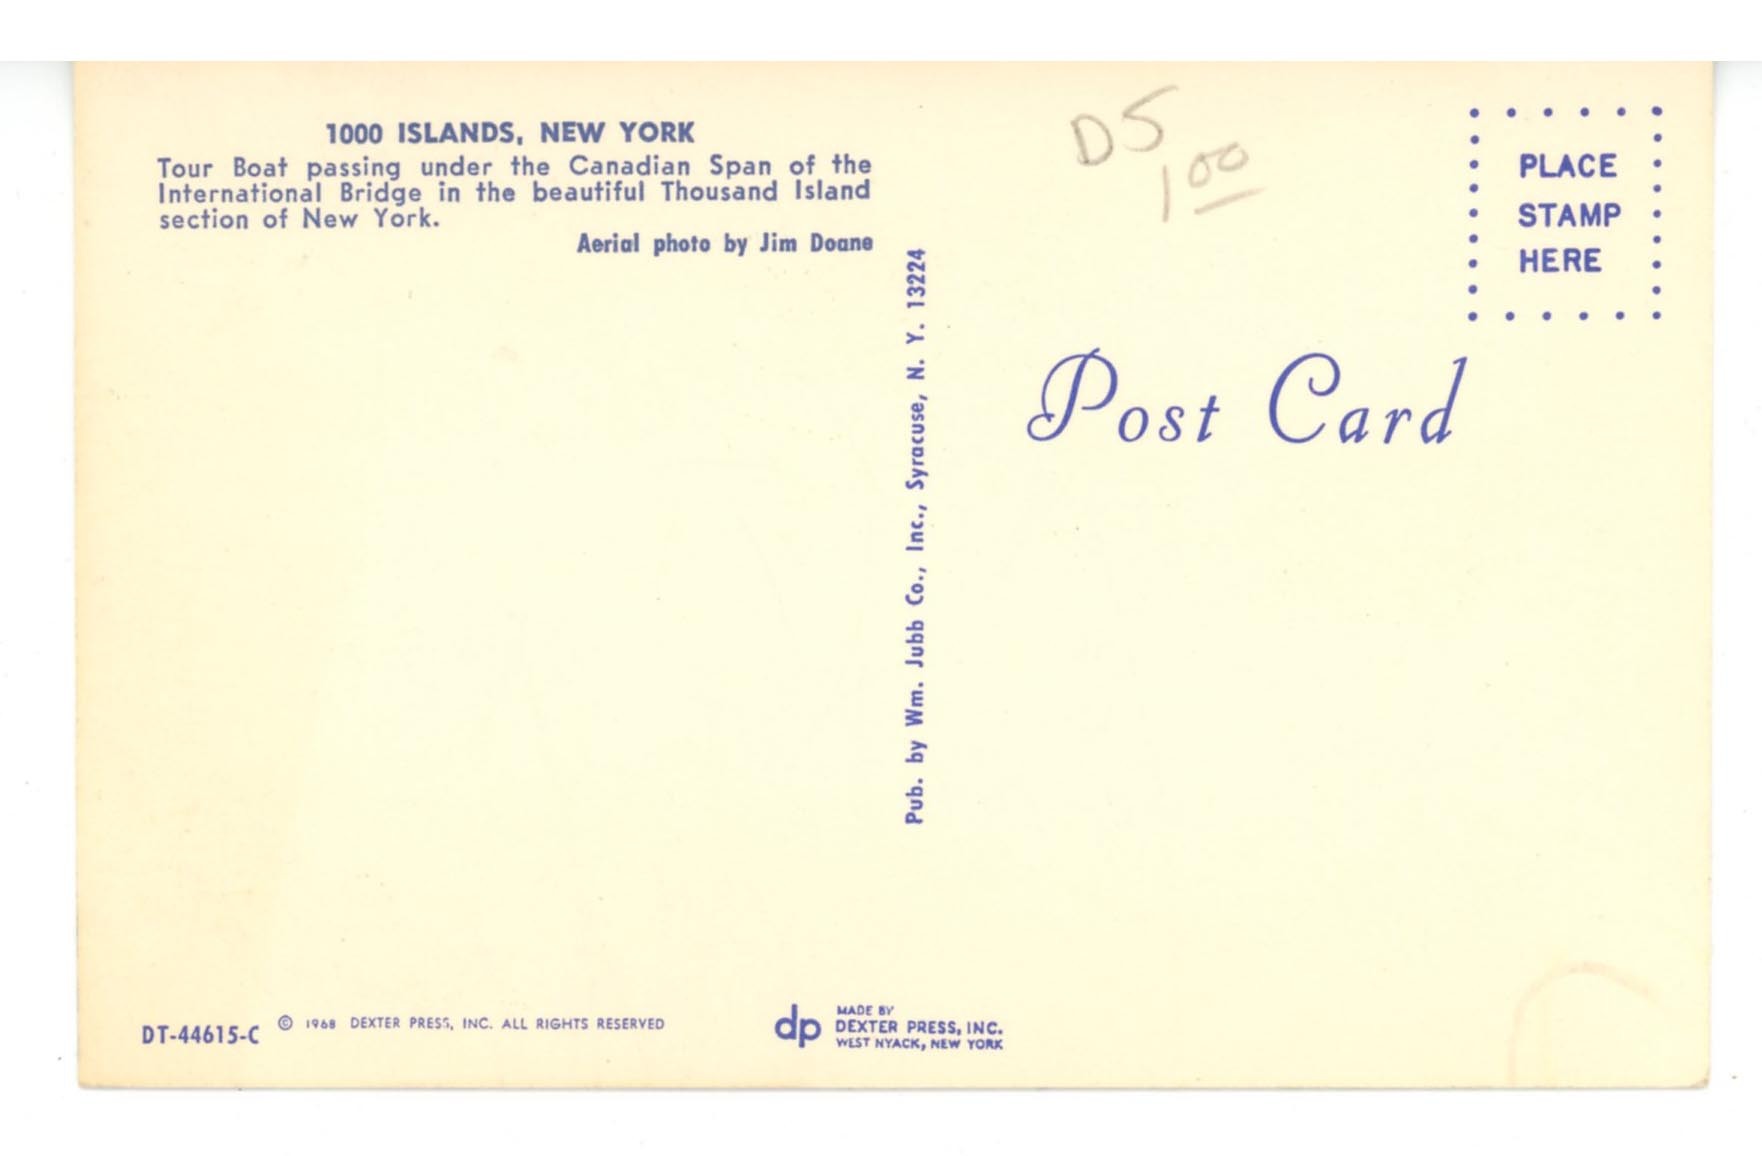 1000 ISLANDS, NEW YORK
Tour Boat passing under the Canadian Span of the
International Bridge in the beautiful Thousand Island
section of New York.
Aerial photo by Jim Doane
DT-44615-C
© 1968 DEXTER PRESS, INC. ALL RIGHTS RESERVED
Pub. by Wm. Jubb Co., Inc., Syracuse, N. Y. 13224
dp
MADE BY
DEXTER PRESS, INC.
WEST NYACK, NEW YORK
DS
1 00
PLACE
STAMP
HERE
Post Card